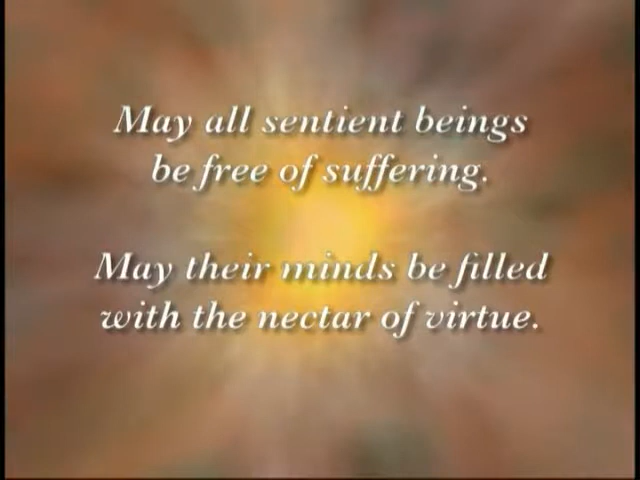 May all sentient beings
be free of suffering.
May their minds be filled
with the nectar of virtue.